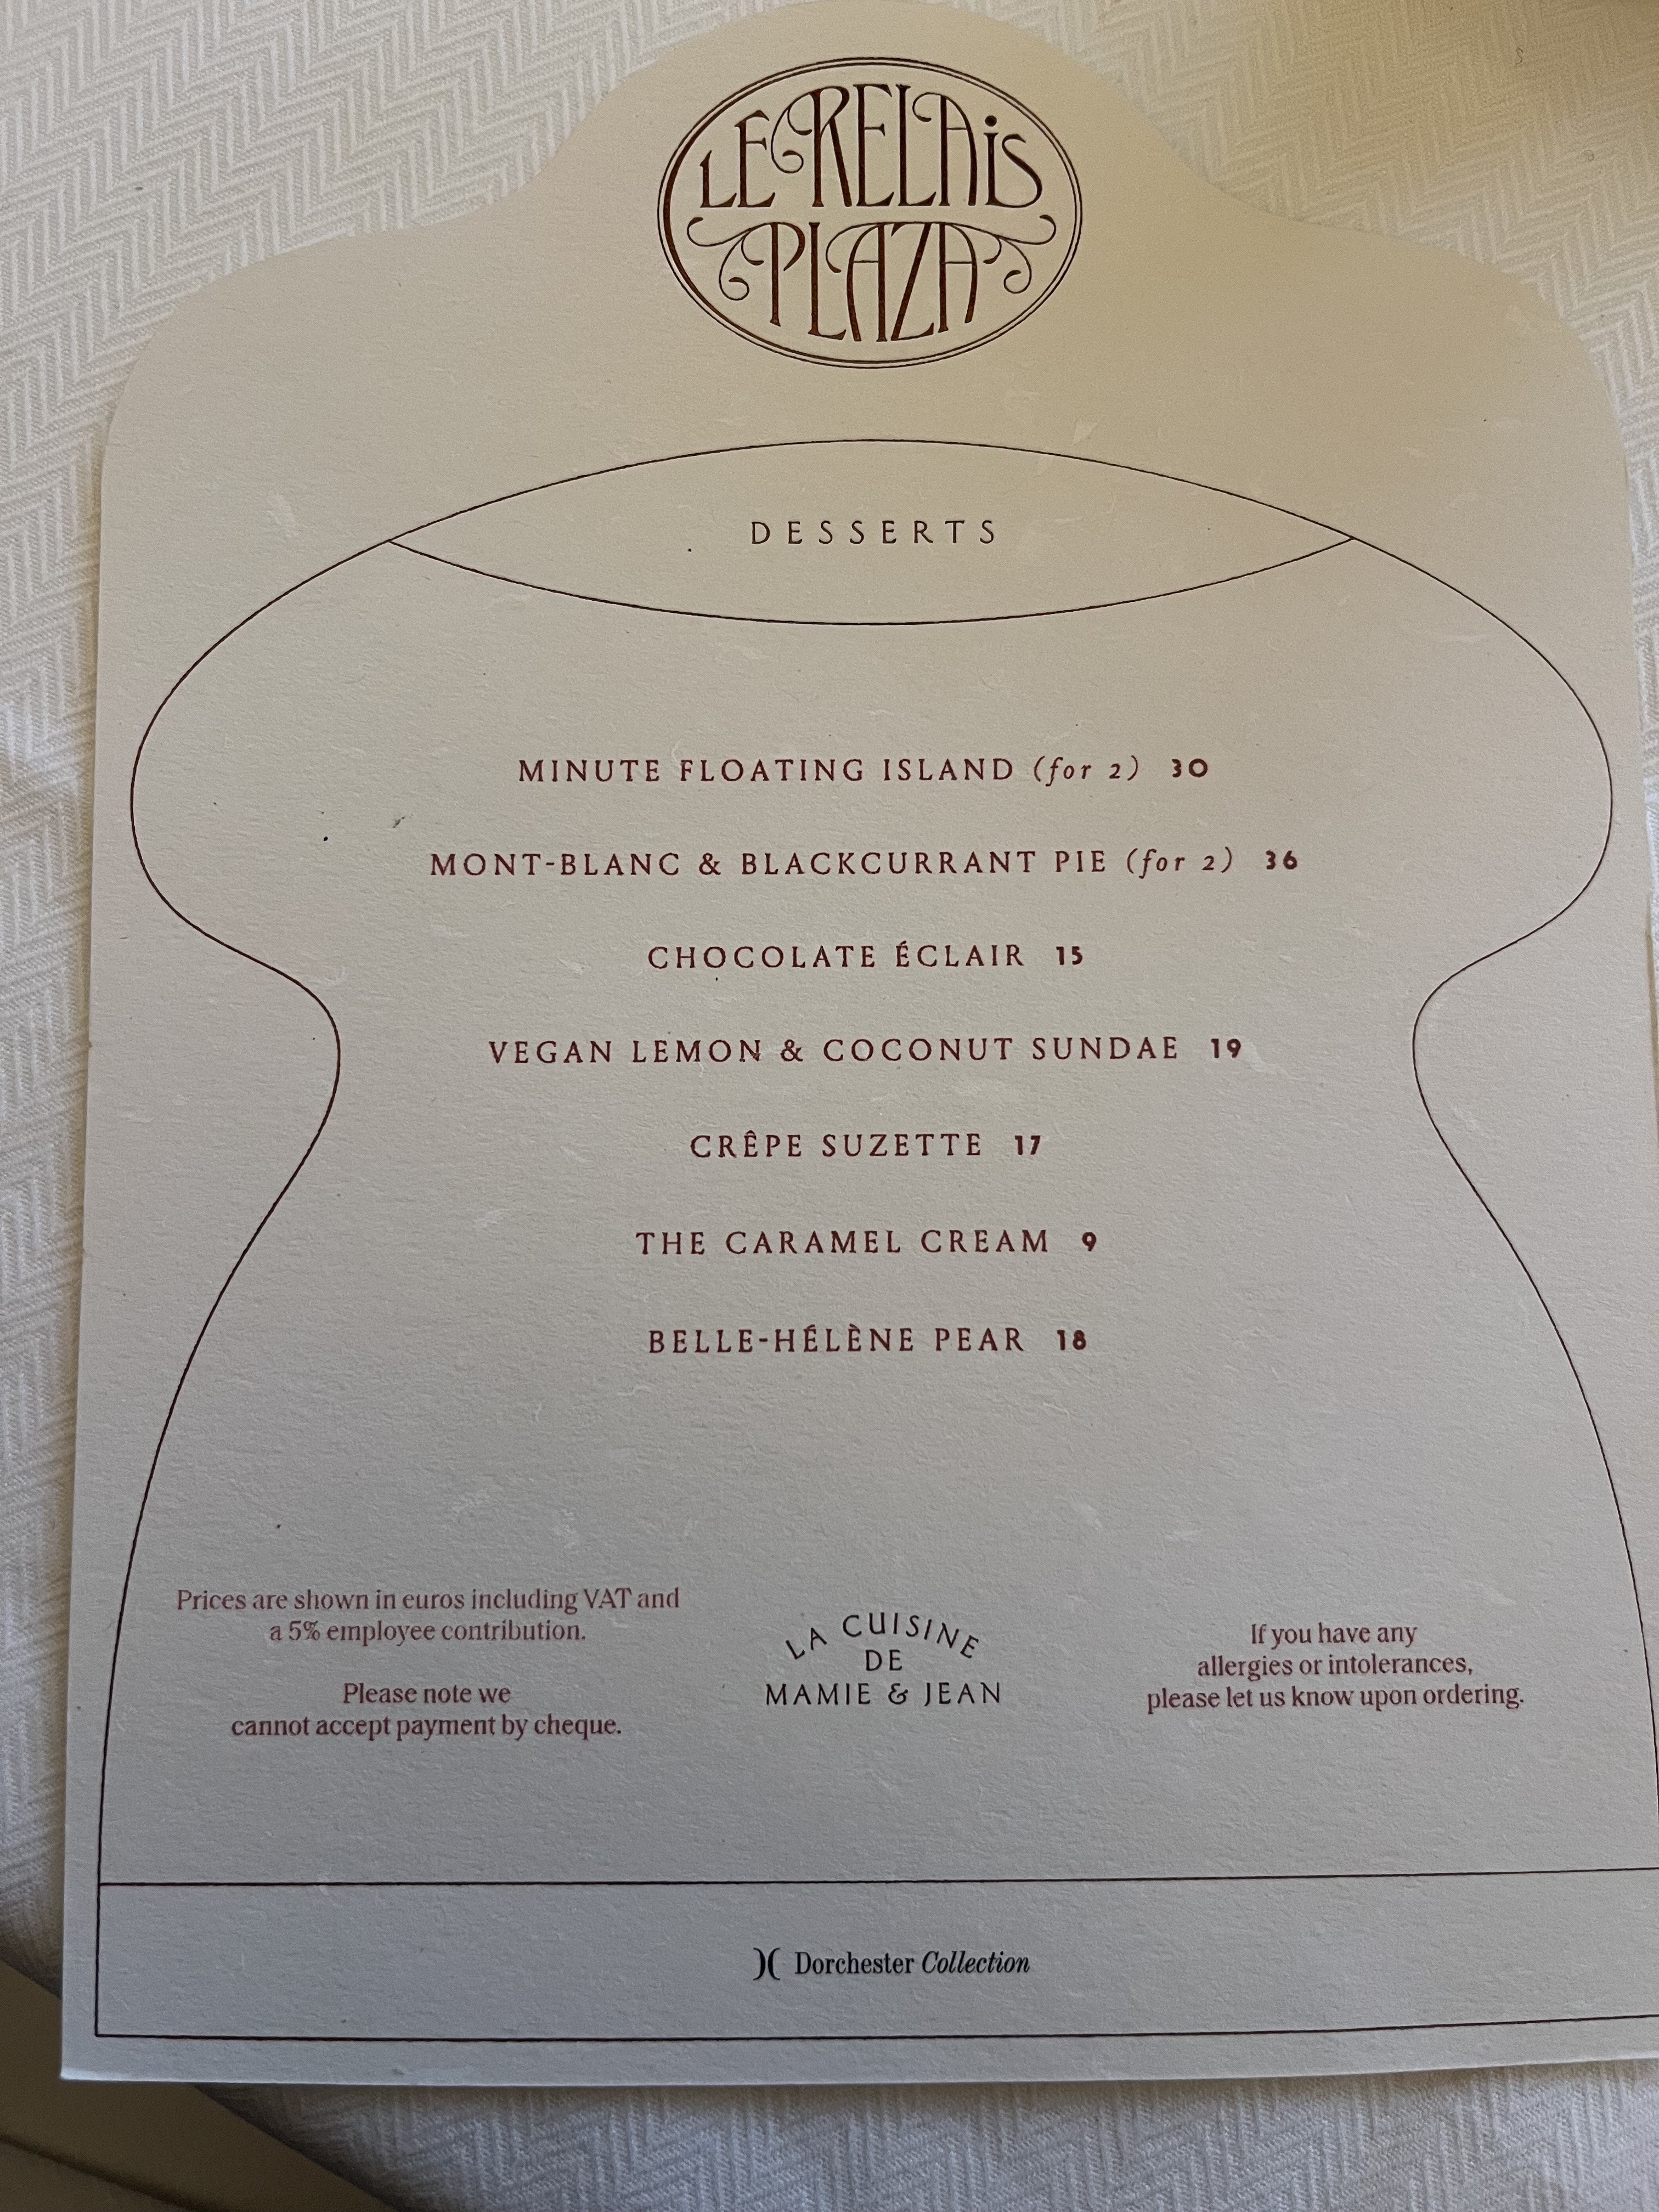 LE RELAiS
PLAZA
DESSERTS
MINUTE FLOATING ISLAND (for 2) 30
MONT-BLANC & BLACKCURRANT PIE (for 2) 36
CHOCOLATE ÉCLAIR 15
VEGAN LEMON & COCONUT SUNDAE 19
CRÊPE SUZETTE 17
THE CARAMEL CREAM 9
BELLE-HÉLÈNE PEAR 18
Prices are shown in euros including VAT and
a 5% employee contribution.
Please note we
cannot accept payment by cheque.
LA CUISINE
DE
MAMIE & JEAN
If you have any
allergies or intolerances,
please let us know upon ordering.
Dorchester Collection